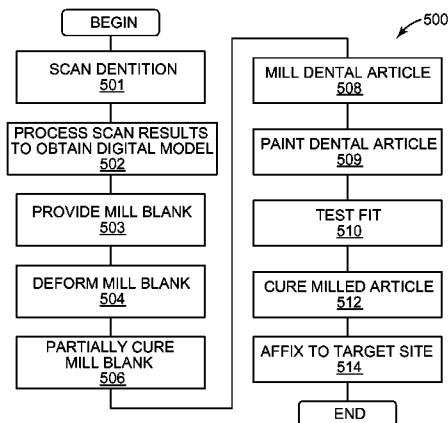 BEGIN
SCAN DENTITION
501
PROCESS SCAN RESULTS
TO OBTAIN DIGITAL MODEL
502
PROVIDE MILL BLANK
503
DEFORM MILL BLANK
504
PARTIALLY CURE
MILL BLANK
506
500
MILL DENTAL ARTICLE
508
PAINT DENTAL ARTICLE
509
TEST FIT
510
CURE MILLED ARTICLE
512
AFFIX TO TARGET SITE
514
END